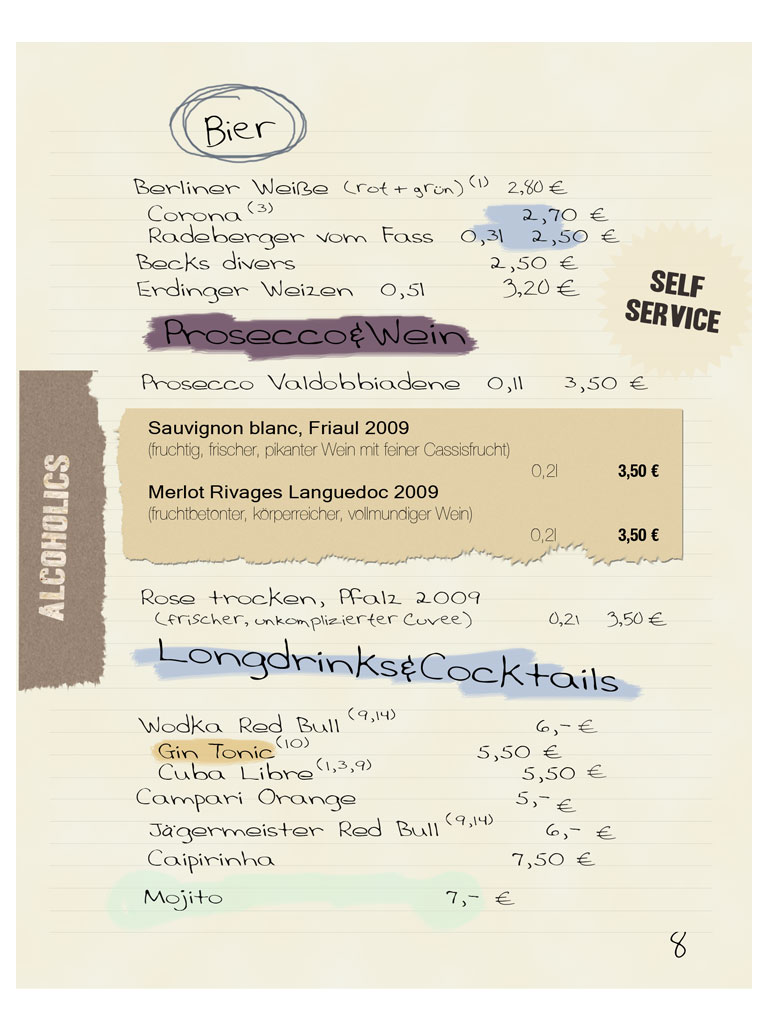 Bier
Berliner Weiße (rot + grün) (1) 2,80 €
Corona (3) 2,70 €
Radeberger vom Fass 0,3l 2,50 €
Becks divers 2,50 €
Erdinger Weizen 0,5l 3,20 €
SELF
SERVICE
Prosecco & Wein
Prosecco Valdobbiadene 0,1l 3,50 €
Sauvignon blanc, Friaul 2009
(fruchtig, frischer, pikanter Wein mit feiner Cassisfrucht)
0,2l 3,50 €
Merlot Rivages Languedoc 2009
(fruchtbetonter, körperreicher, vollmundiger Wein)
0,2l 3,50 €
ALCOHOLICS
Rose trocken, Pfalz 2009
(frischer, unkomplizierter Cuvee) 0,2l 3,50 €
Longdrinks & Cocktails
Wodka Red Bull (9,14) 6,- €
Gin Tonic (10) 5,50 €
Cuba Libre (1,3,9) 5,50 €
Campari Orange 5,- €
Jägermeister Red Bull (9,14) 6,- €
Caipirinha 7,50 €
Mojito 7,- €
8